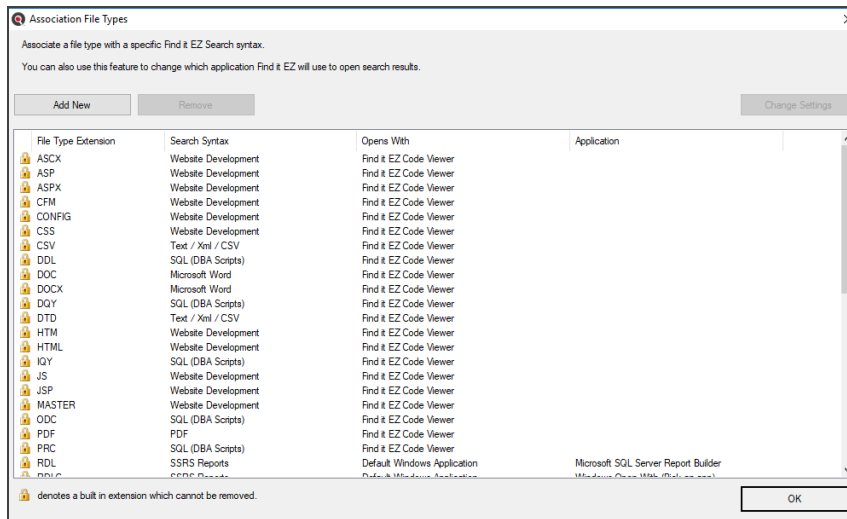 Association File Types
Associate a file type with a specific Find it EZ Search syntax.
You can also use this feature to change which application Find it EZ will use to open search results.
Add New Remove Change Settings
File Type Extension Search Syntax Opens With Application
ASCX Website Development Find it EZ Code Viewer
ASP Website Development Find it EZ Code Viewer
ASPX Website Development Find it EZ Code Viewer
CFM Website Development Find it EZ Code Viewer
CONFIG Website Development Find it EZ Code Viewer
CSS Website Development Find it EZ Code Viewer
CSV Text / Xml / CSV Find it EZ Code Viewer
DDL SQL (DBA Scripts) Find it EZ Code Viewer
DOC Microsoft Word Find it EZ Code Viewer
DOCX Microsoft Word Find it EZ Code Viewer
DQY SQL (DBA Scripts) Find it EZ Code Viewer
DTD Text / Xml / CSV Find it EZ Code Viewer
HTM Website Development Find it EZ Code Viewer
HTML Website Development Find it EZ Code Viewer
IQY SQL (DBA Scripts) Find it EZ Code Viewer
JS Website Development Find it EZ Code Viewer
JSP Website Development Find it EZ Code Viewer
MASTER Website Development Find it EZ Code Viewer
ODC SQL (DBA Scripts) Find it EZ Code Viewer
PDF PDF Find it EZ Code Viewer
PRC SQL (DBA Scripts) Find it EZ Code Viewer
RDL SSRS Reports Default Windows Application Microsoft SQL Server Report Builder
RDLC SSRS Reports Default Windows Application Windows Open With (Pick an app)
denotes a built in extension which cannot be removed.
OK